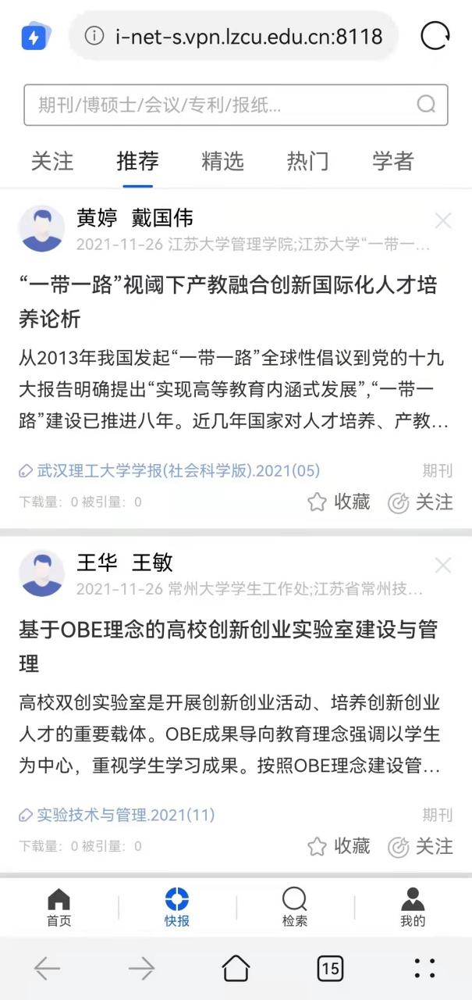 i-net-s.vpn.lzcu.edu.cn:8118
期刊/博硕士/会议/专利/报纸...
关注 推荐 精选 热门 学者
黄婷 戴国伟
2021-11-26 江苏大学管理学院;江苏大学“一带一...
“一带一路”视阈下产教融合创新国际化人才培
养论析
从2013年我国发起“一带一路”全球性倡议到党的十九
大报告明确提出“实现高等教育内涵式发展”,“一带一
路”建设已推进八年。近几年国家对人才培养、产教...
武汉理工大学学报(社会科学版).2021(05) 期刊
下载量：0 被引量：0 收藏 关注
王华 王敏
2021-11-26 常州大学学生工作处;江苏省常州技...
基于OBE理念的高校创新创业实验室建设与管
理
高校双创实验室是开展创新创业活动、培养创新创业
人才的重要载体。OBE成果导向教育理念强调以学生
为中心，重视学生学习成果。按照OBE理念建设管...
实验技术与管理.2021(11) 期刊
下载量：0 被引量：0 收藏 关注
首页 快报 检索 我的
15